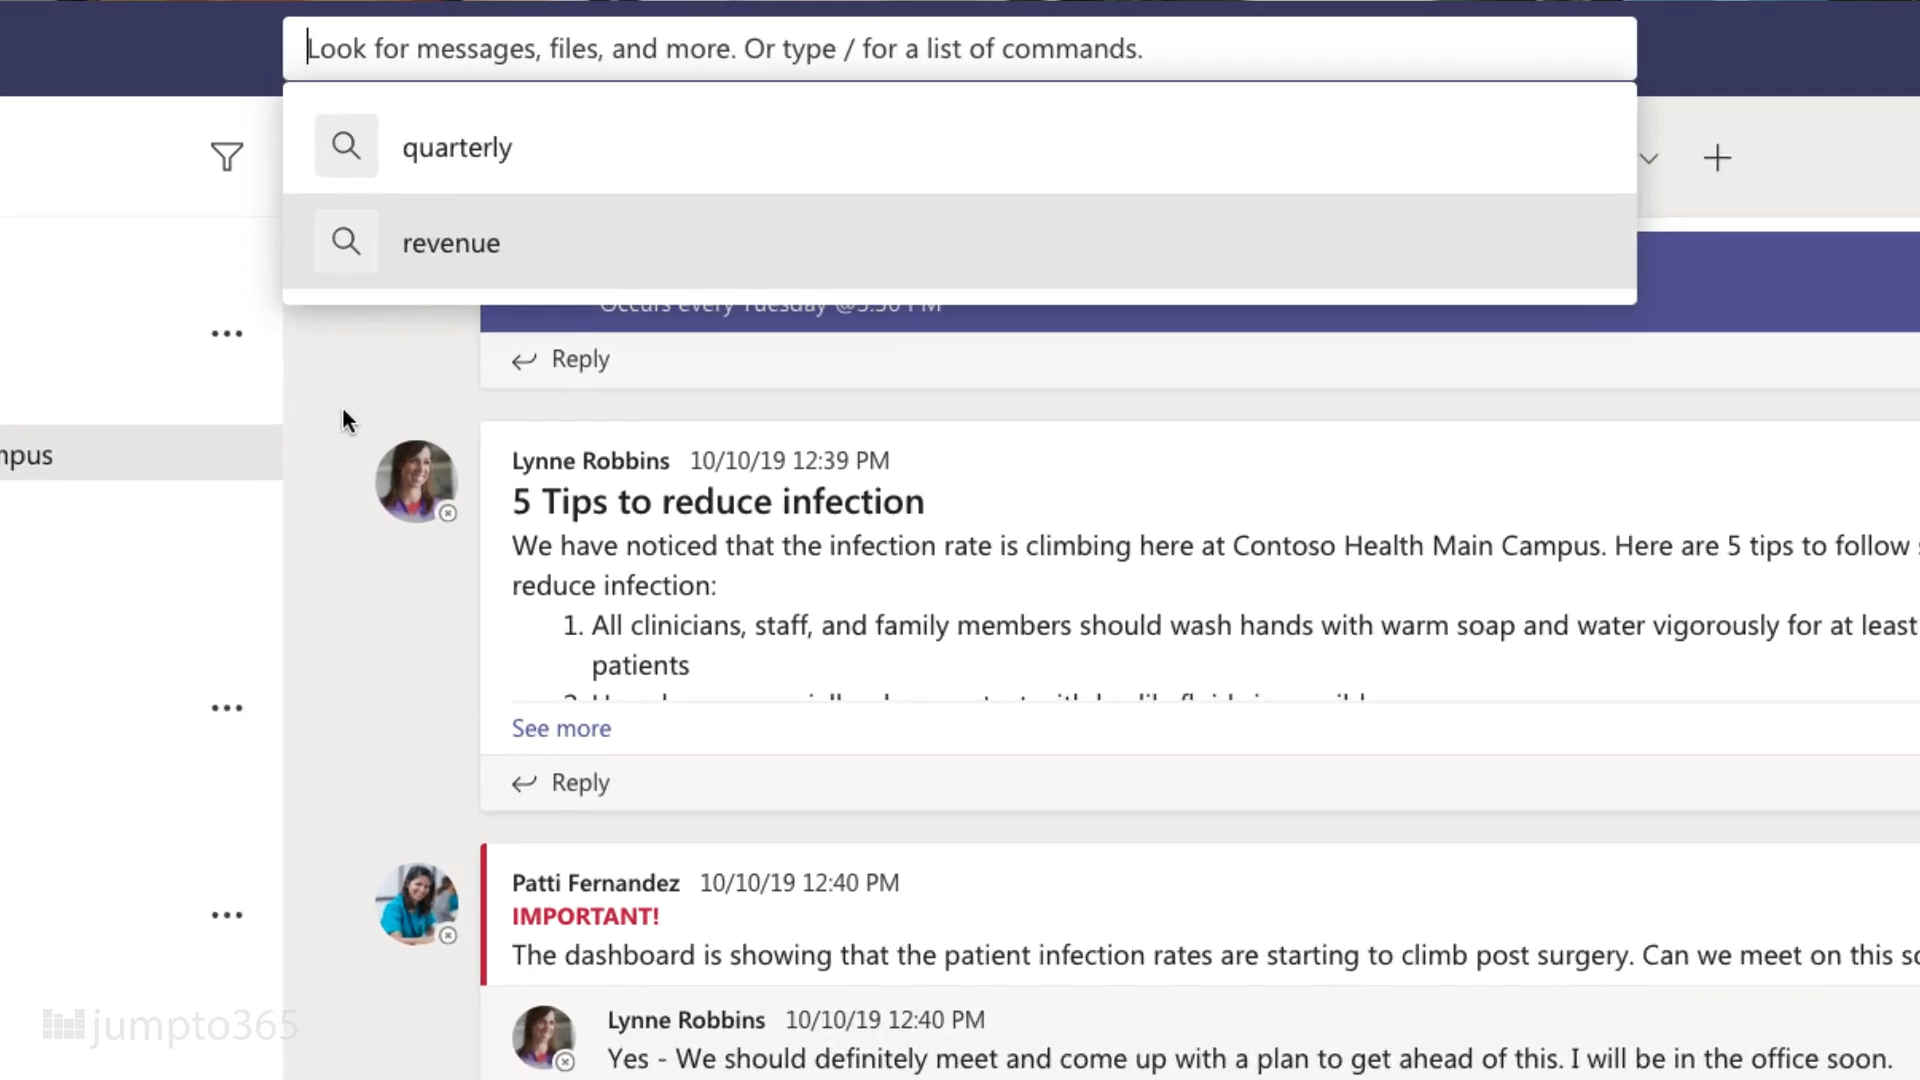 Look for messages, files, and more. Or type / for a list of commands.
quarterly
revenue
Occurs every Tuesday @5:30 PM
Reply
mpus
Lynne Robbins 10/10/19 12:39 PM
5 Tips to reduce infection
We have noticed that the infection rate is climbing here at Contoso Health Main Campus. Here are 5 tips to follow
reduce infection:
1. All clinicians, staff, and family members should wash hands with warm soap and water vigorously for at least
patients
See more
Reply
Patti Fernandez 10/10/19 12:40 PM
IMPORTANT!
The dashboard is showing that the patient infection rates are starting to climb post surgery. Can we meet on this
Lynne Robbins 10/10/19 12:40 PM
Yes - We should definitely meet and come up with a plan to get ahead of this. I will be in the office soon.
jumpto365